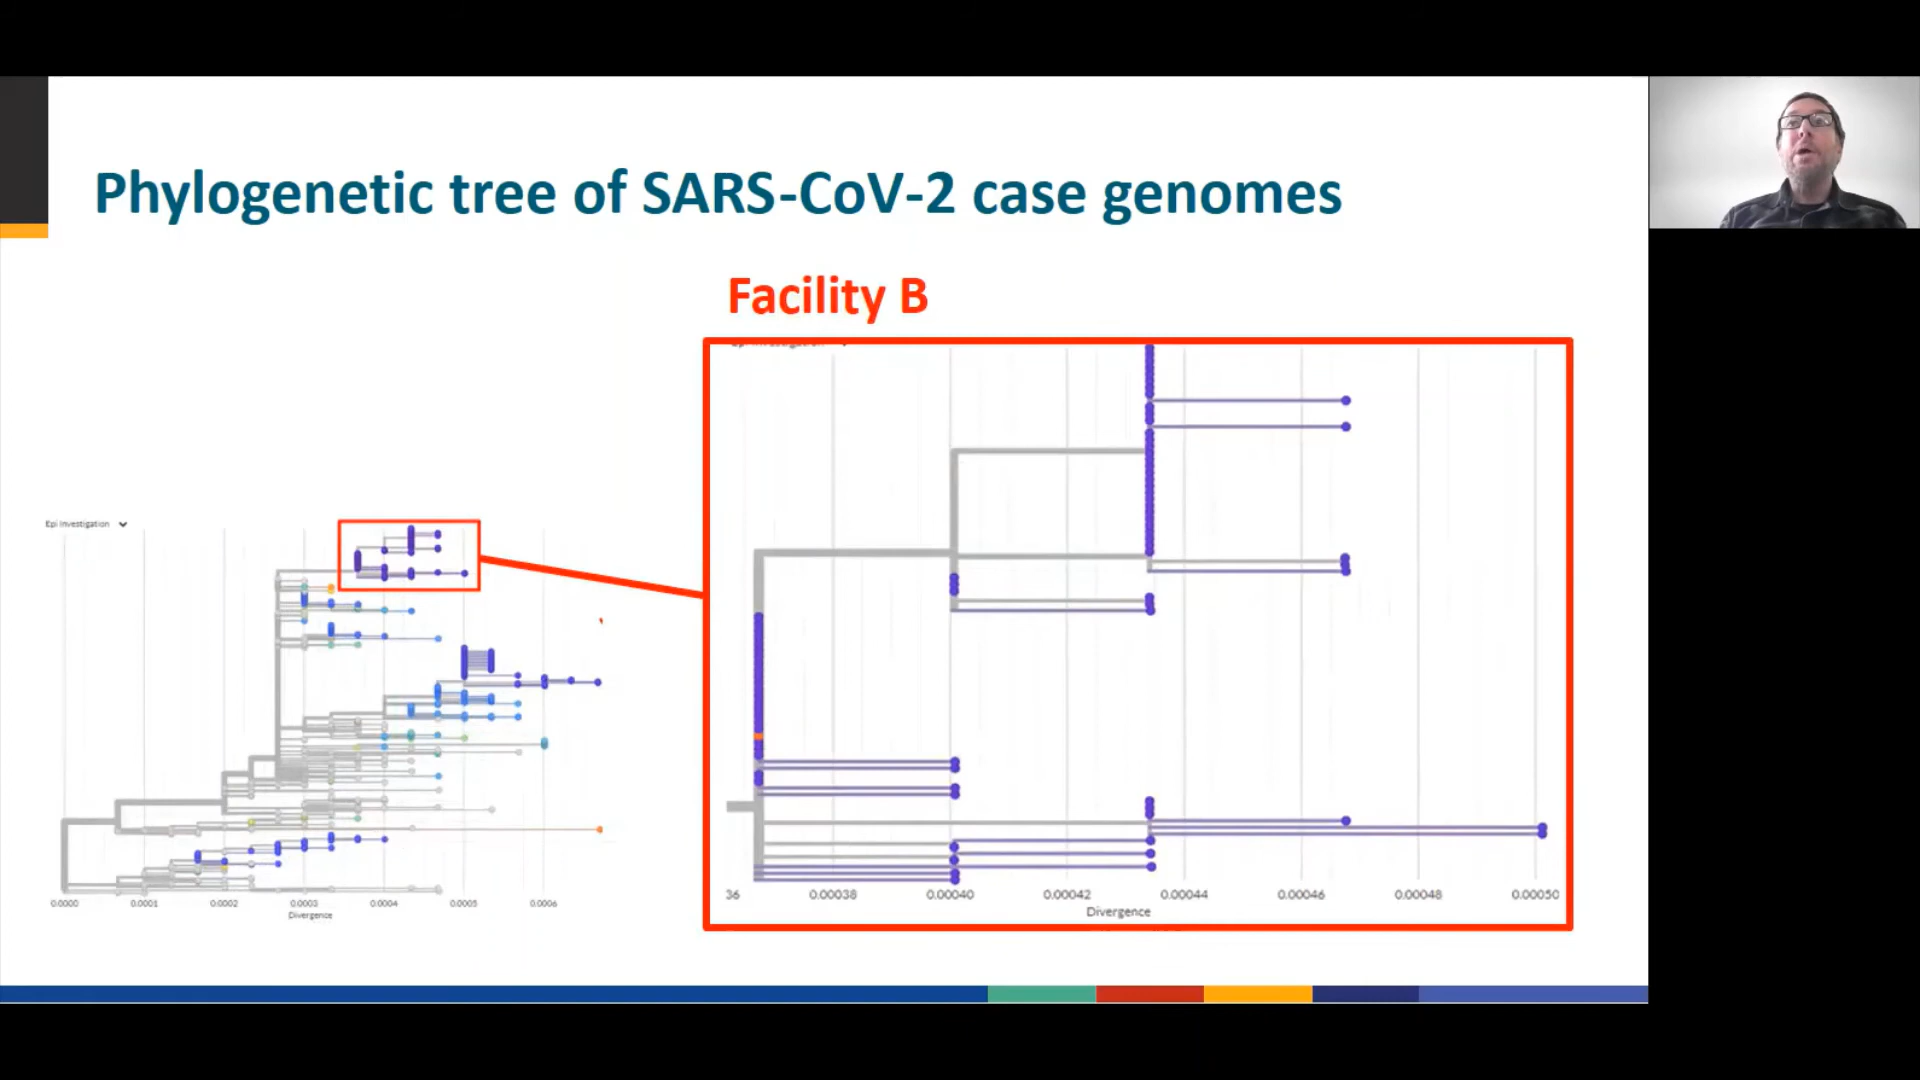 Phylogenetic tree of SARS-CoV-2 case genomes
Facility B
Epi Investigation
0.0000 0.0001 0.0002 0.0003 0.0004 0.0005 0.0006
Divergence
36 0.00038 0.00040 0.00042 0.00044 0.00046 0.00048 0.00050
Divergence